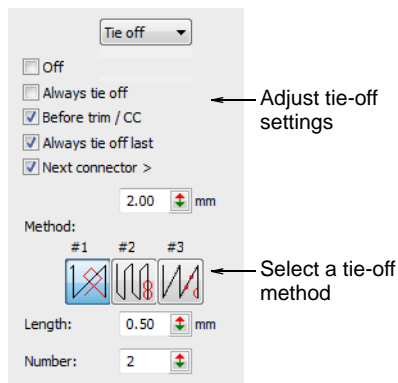 Tie off
Off
Always tie off
Before trim / CC
Always tie off last
Next connector >
2.00 mm
Method:
#1 #2 #3
Length: 0.50 mm
Number: 2
Adjust tie-off
settings
Select a tie-off
method